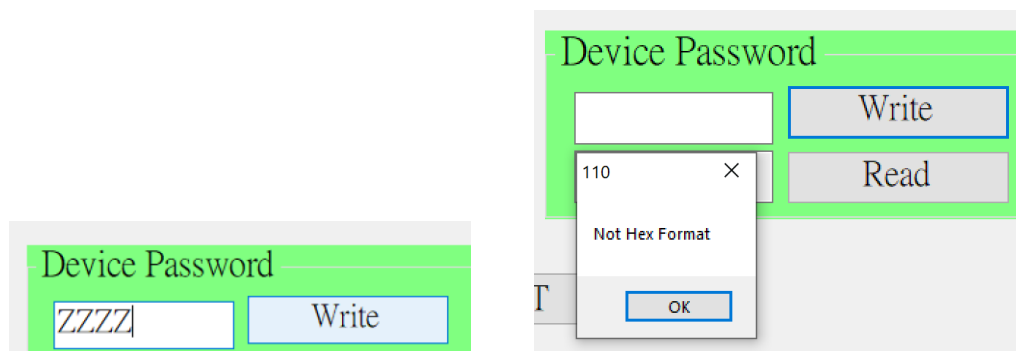 Device Password
ZZZZ
Write
Device Password
Write
Read
110
Not Hex Format
OK
T